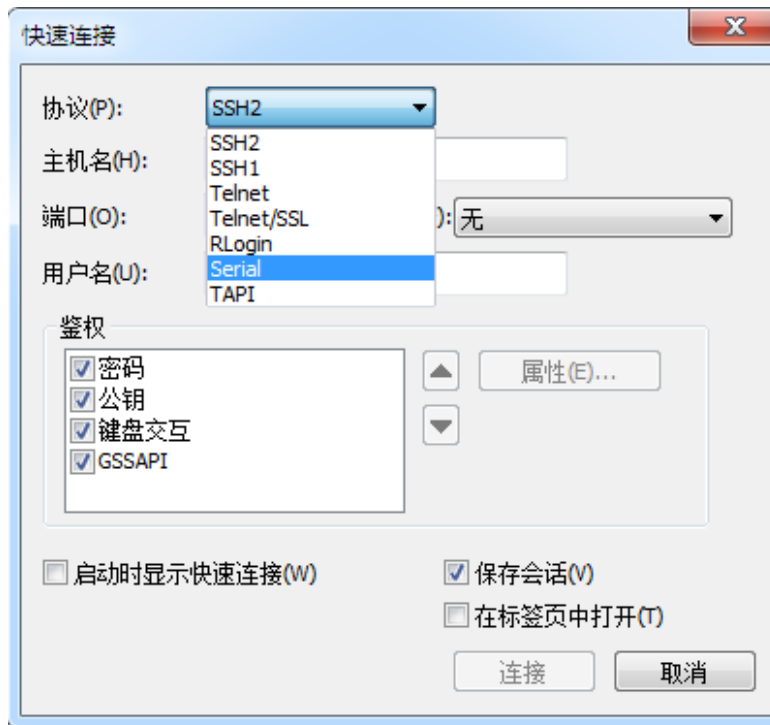 快速连接
协议(P):
SSH2
SSH2
SSH1
Telnet
Telnet/SSL
RLogin
Serial
TAPI
主机名(H):
端口(O):
):
无
用户名(U):
鉴权
密码
公钥
键盘交互
GSSAPI
属性(E)...
启动时显示快速连接(W)
保存会话(V)
在标签页中打开(T)
连接
取消